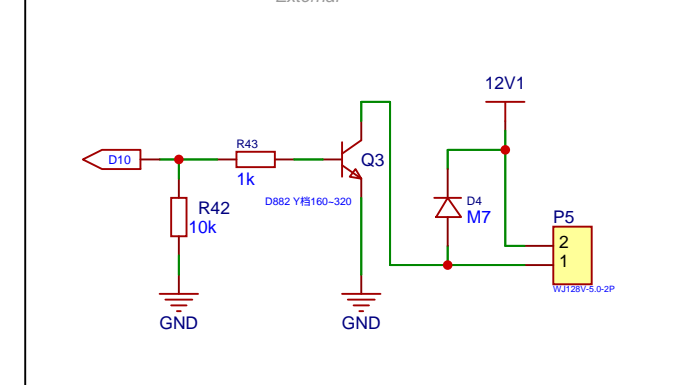 External
12V1
R43
D10
Q3
1k
D882 Y档160~320
D4
R42
M7
P5
10k
2
1
WJ128V-5.0-2P
GND
GND